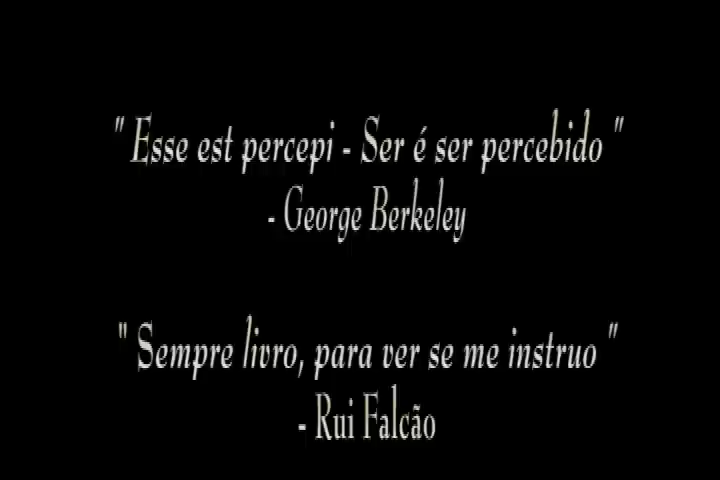 " Esse est percepi - Ser é ser percebido "
- George Berkeley
" Sempre livro, para ver se me instruo "
- Rui Falcão